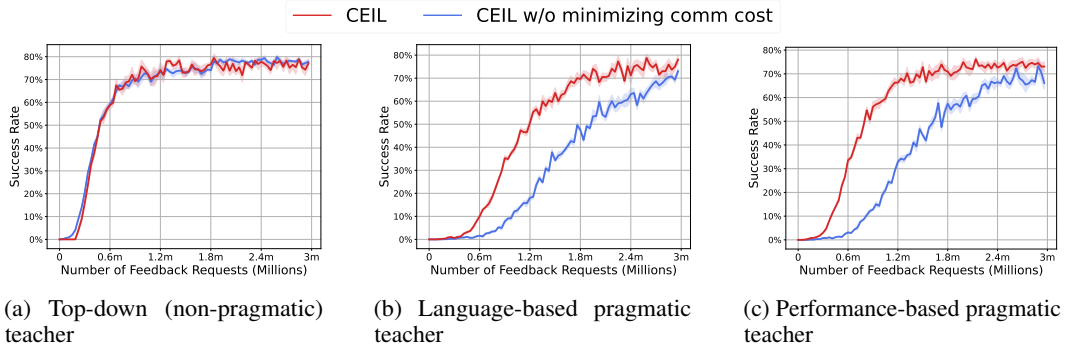 CEIL
CEIL w/o minimizing comm cost
Success Rate
80%
70%
60%
50%
40%
30%
20%
10%
0%
0
0.6m
1.2m
1.8m
2.4m
3m
Number of Feedback Requests (Millions)
(a) Top-down (non-pragmatic)
teacher
Success Rate
80%
70%
60%
50%
40%
30%
20%
10%
0%
0
0.6m
1.2m
1.8m
2.4m
3m
Number of Feedback Requests (Millions)
(b) Language-based pragmatic
teacher
Success Rate
80%
70%
60%
50%
40%
30%
20%
10%
0%
0
0.6m
1.2m
1.8m
2.4m
3m
Number of Feedback Requests (Millions)
(c) Performance-based pragmatic
teacher